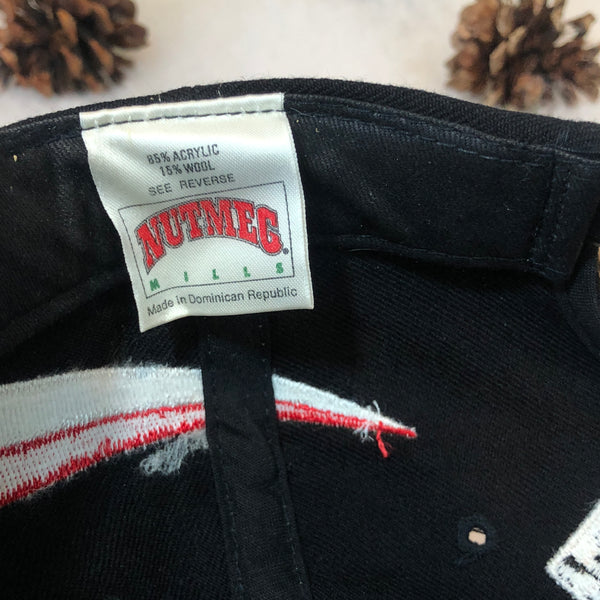 85% ACRYLIC
15% WOOL
SEE REVERSE
NUTMEG®
MILLS
Made in Dominican Republic